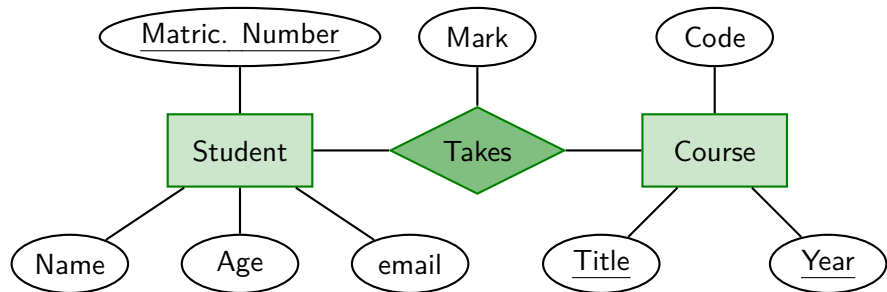 Matric. Number
Mark
Code
Student
Takes
Course
Name
Age
email
Title
Year